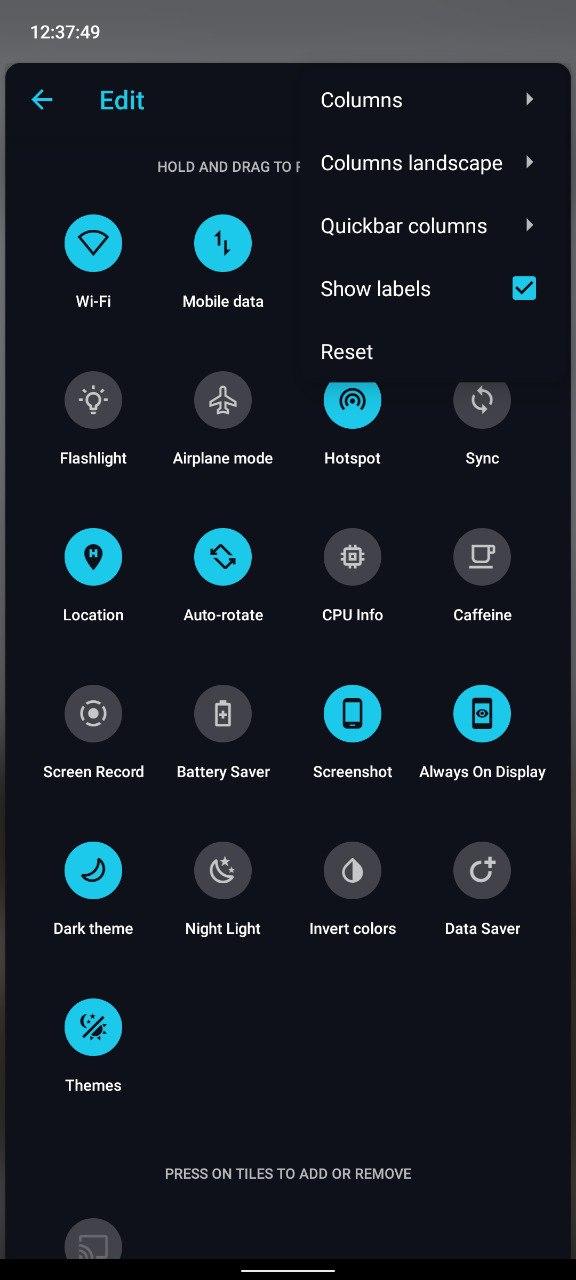 12:37:49
Edit
Columns
HOLD AND DRAG TO
Columns landscape
Quickbar columns
Show labels
Reset
Wi-Fi
Mobile data
Flashlight
Airplane mode
Hotspot
Sync
Location
Auto-rotate
CPU Info
Caffeine
Screen Record
Battery Saver
Screenshot
Always On Display
Dark theme
Night Light
Invert colors
Data Saver
Themes
PRESS ON TILES TO ADD OR REMOVE